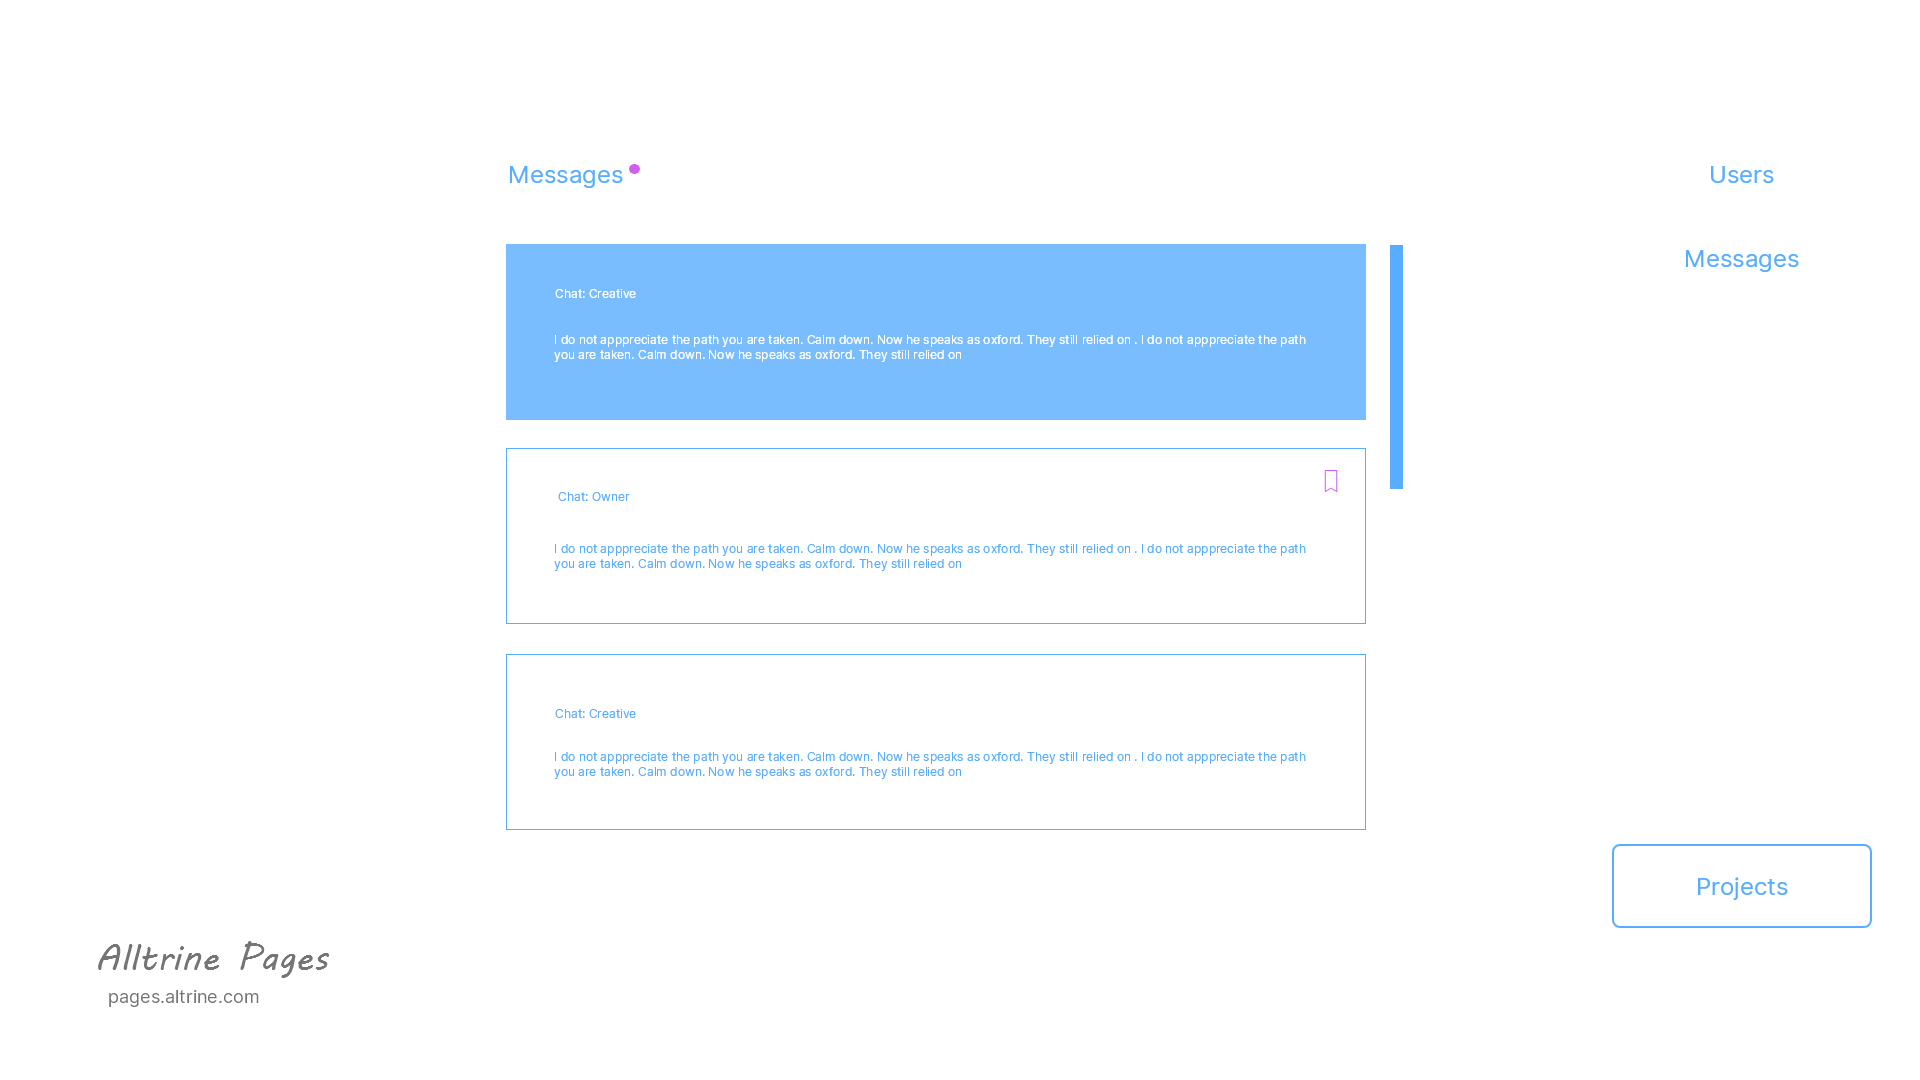 Messages
Users
Messages
Chat: Creative
I do not apppreciate the path you are taken. Calm down. Now he speaks as oxford. They still relied on . I do not apppreciate the path
you are taken. Calm down. Now he speaks as oxford. They still relied on
Chat: Owner
I do not apppreciate the path you are taken. Calm down. Now he speaks as oxford. They still relied on . I do not apppreciate the path
you are taken. Calm down. Now he speaks as oxford. They still relied on
Chat: Creative
I do not apppreciate the path you are taken. Calm down. Now he speaks as oxford. They still relied on . I do not apppreciate the path
you are taken. Calm down. Now he speaks as oxford. They still relied on
Projects
Alltrine Pages
pages.altrine.com